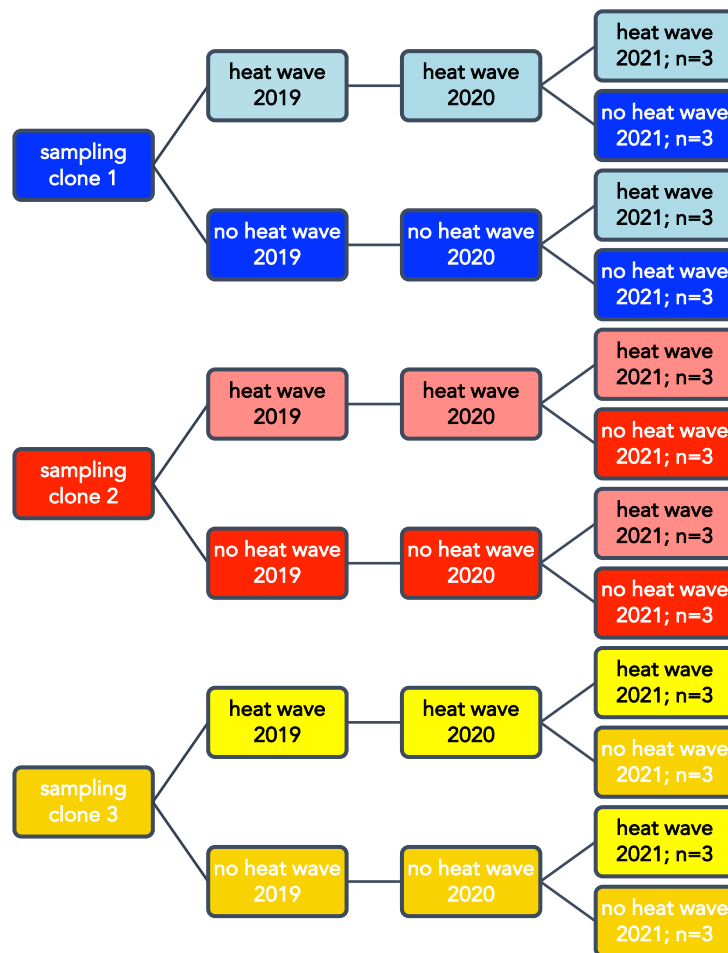 sampling
clone 1
heat wave
2019
heat wave
2020
heat wave
2021; n=3
no heat wave
2021; n=3
no heat wave
2019
no heat wave
2020
heat wave
2021; n=3
no heat wave
2021; n=3
sampling
clone 2
heat wave
2019
heat wave
2020
heat wave
2021; n=3
no heat wave
2021; n=3
no heat wave
2019
no heat wave
2020
heat wave
2021; n=3
no heat wave
2021; n=3
sampling
clone 3
heat wave
2019
heat wave
2020
heat wave
2021; n=3
no heat wave
2021; n=3
no heat wave
2019
no heat wave
2020
heat wave
2021; n=3
no heat wave
2021; n=3